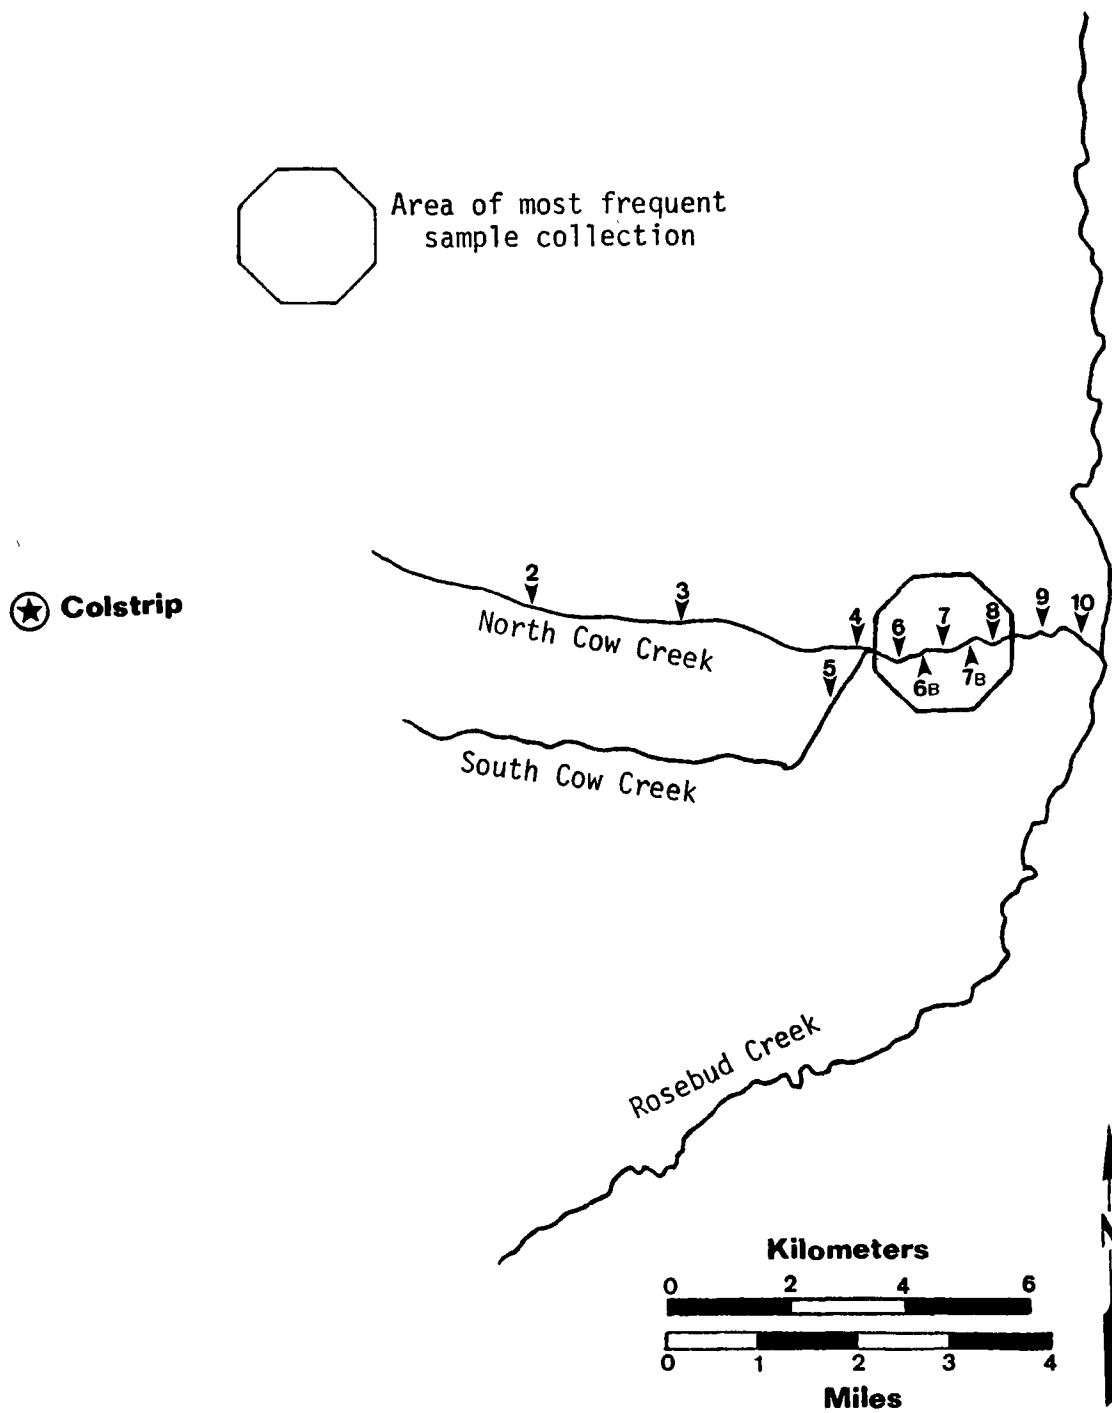 Area of most frequent
sample collection
Colstrip
2
3
4
5
6
6B
7
7B
8
9
10
North Cow Creek
South Cow Creek
Rosebud Creek
N
Kilometers
0 2 4 6
0 1 2 3 4
Miles